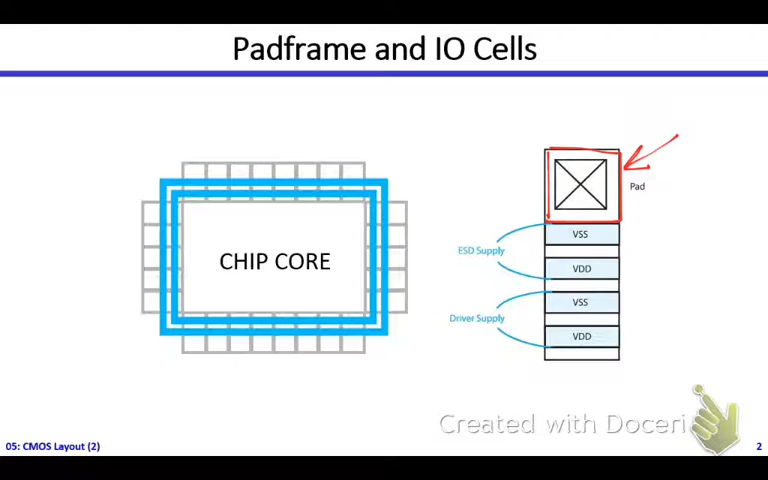 Padframe and IO Cells
CHIP CORE
Pad
VSS
ESD Supply
VDD
VSS
Driver Supply
VDD
Created with Doceri
05: CMOS Layout (2)
2